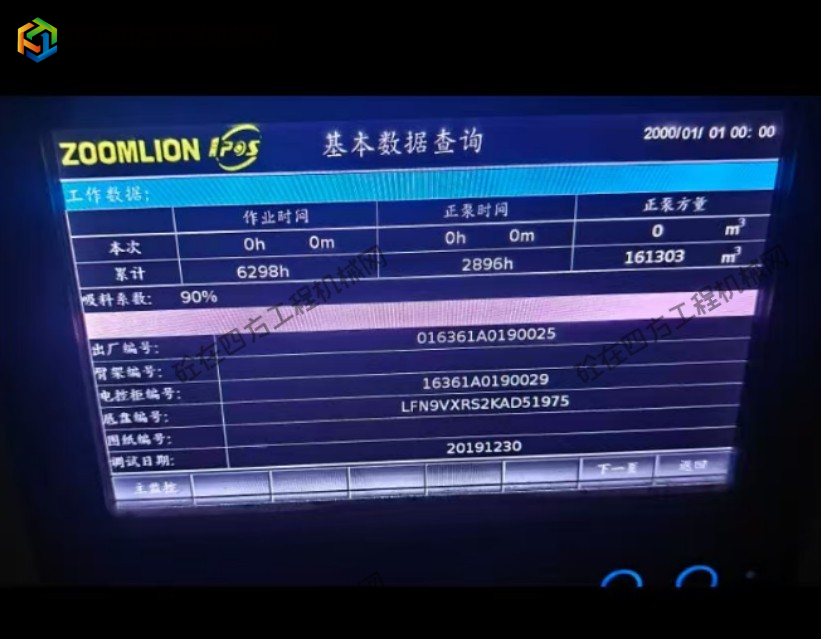 ZOOMLION iPOS 基本数据查询 2000/01/ 01 00: 00
工作数据:
作业时间 正泵时间 正泵方量
本次 0h 0m 0h 0m 0 m³
累计 6298h 2896h 161303 m³
吸料系数: 90%
出厂编号: 016361A0190025
臂架编号:
电控柜编号: 16361A0190029
底盘编号: LFN9VXRS2KAD51975
图纸编号:
调试日期: 20191230
主监控 下一页 返回
砼在四方工程机械网
砼在四方工程机械网